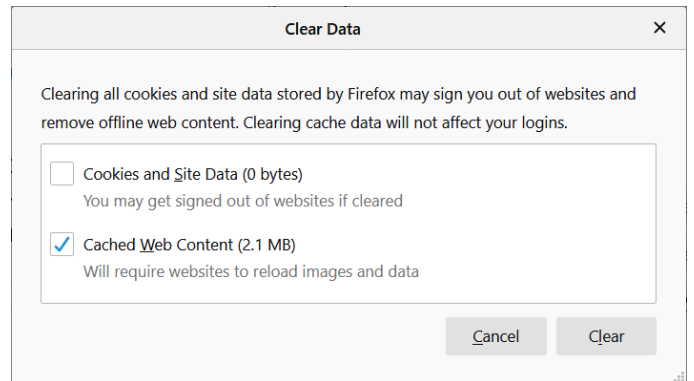 Clear Data
Clearing all cookies and site data stored by Firefox may sign you out of websites and
remove offline web content. Clearing cache data will not affect your logins.
Cookies and Site Data (0 bytes)
You may get signed out of websites if cleared
Cached Web Content (2.1 MB)
Will require websites to reload images and data
Cancel
Clear